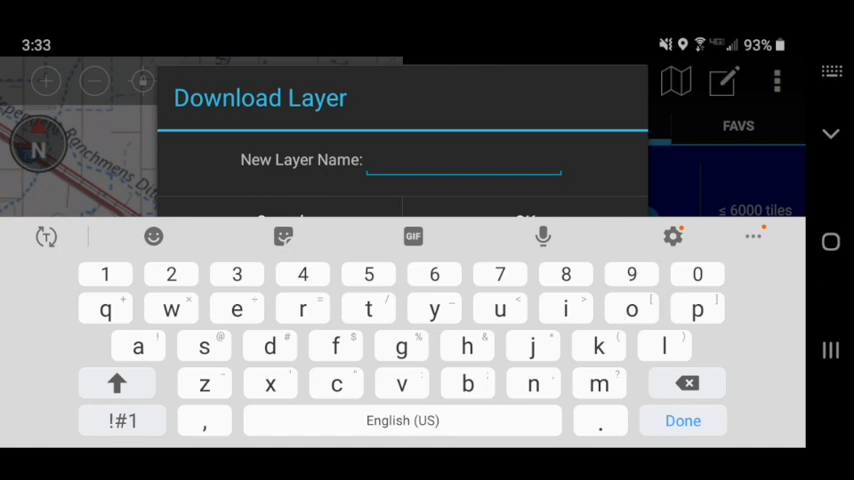 3:33
93%
Download Layer
FAVS
Ranchmens
N
New Layer Name:
≤ 6000 tiles
GIF
1 2 3 4 5 6 7 8 9 0
q + w × e ÷ r = t / y _ u < i > o [ p ]
a ! s @ d # f $ g % h & j * k ( l )
z - x ' c " v : b ; n , m ?
!#1 , English (US) . Done